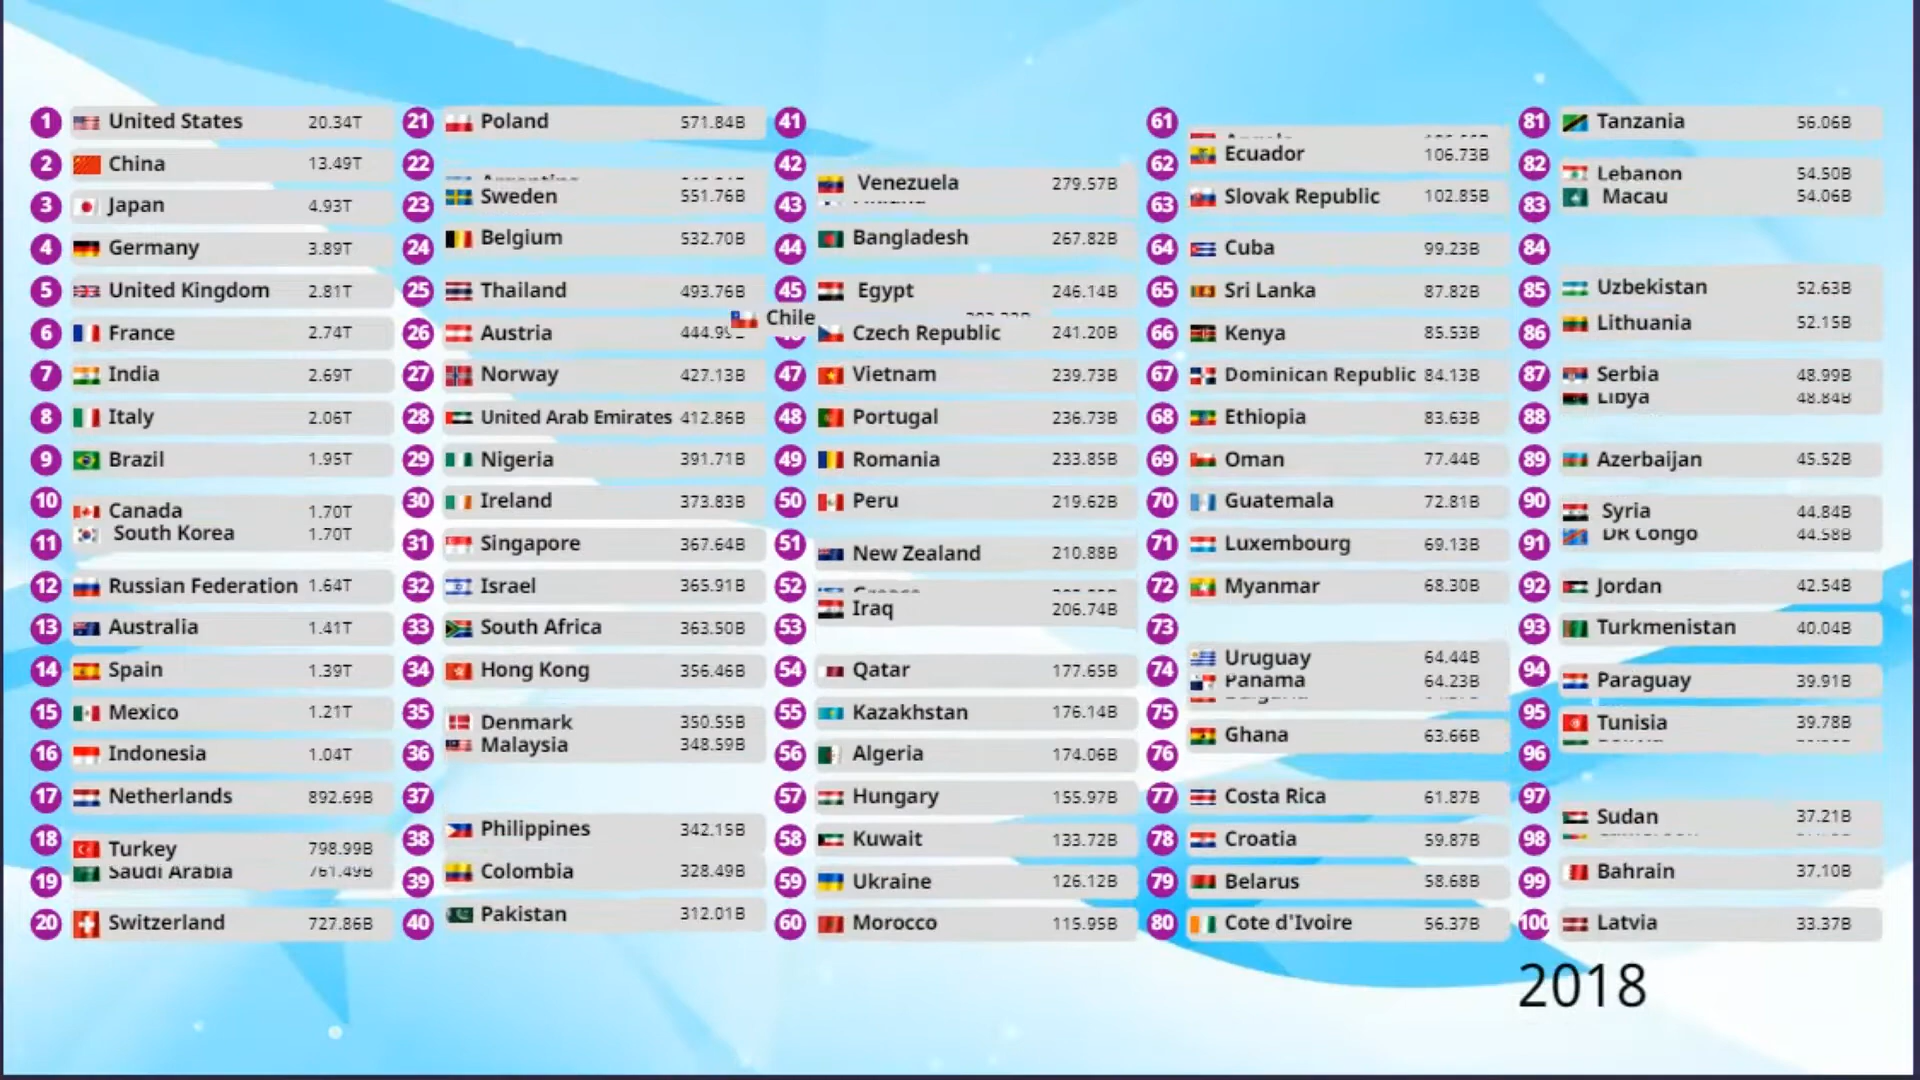 1 United States 20.34T
2 China 13.49T
3 Japan 4.93T
4 Germany 3.89T
5 United Kingdom 2.81T
6 France 2.74T
7 India 2.69T
8 Italy 2.06T
9 Brazil 1.95T
10 Canada 1.70T
11 South Korea 1.70T
12 Russian Federation 1.64T
13 Australia 1.41T
14 Spain 1.39T
15 Mexico 1.21T
16 Indonesia 1.04T
17 Netherlands 892.69B
18 Turkey 798.99B
19 Saudi Arabia 761.49B
20 Switzerland 727.86B
21 Poland 571.84B
22
23 Sweden 551.76B
24 Belgium 532.70B
25 Thailand 493.76B
26 Austria 444.9
27 Norway 427.13B
28 United Arab Emirates 412.86B
29 Nigeria 391.71B
30 Ireland 373.83B
31 Singapore 367.64B
32 Israel 365.91B
33 South Africa 363.50B
34 Hong Kong 356.46B
35 Denmark 350.55B
36 Malaysia 348.59B
37
38 Philippines 342.15B
39 Colombia 328.49B
40 Pakistan 312.01B
41
42 Venezuela 279.57B
43
44 Bangladesh 267.82B
45 Egypt 246.14B
Chile
Czech Republic 241.20B
47 Vietnam 239.73B
48 Portugal 236.73B
49 Romania 233.85B
50 Peru 219.62B
51 New Zealand 210.88B
52
53 Iraq 206.74B
54 Qatar 177.65B
55 Kazakhstan 176.14B
56 Algeria 174.06B
57 Hungary 155.97B
58 Kuwait 133.72B
59 Ukraine 126.12B
60 Morocco 115.95B
61
62 Ecuador 106.73B
63 Slovak Republic 102.85B
64 Cuba 99.23B
65 Sri Lanka 87.82B
66 Kenya 85.53B
67 Dominican Republic 84.13B
68 Ethiopia 83.63B
69 Oman 77.44B
70 Guatemala 72.81B
71 Luxembourg 69.13B
72 Myanmar 68.30B
73
Uruguay 64.44B
74 Panama 64.23B
75
76 Ghana 63.66B
77 Costa Rica 61.87B
78 Croatia 59.87B
79 Belarus 58.68B
80 Cote d'Ivoire 56.37B
81 Tanzania 56.06B
82 Lebanon 54.50B
83 Macau 54.06B
84
85 Uzbekistan 52.63B
86 Lithuania 52.15B
87 Serbia 48.99B
88 Libya 48.84B
89 Azerbaijan 45.52B
90 Syria 44.84B
91 DR Congo 44.58B
92 Jordan 42.54B
93 Turkmenistan 40.04B
94 Paraguay 39.91B
95 Tunisia 39.78B
96
97
98 Sudan 37.21B
99 Bahrain 37.10B
100 Latvia 33.37B
2018